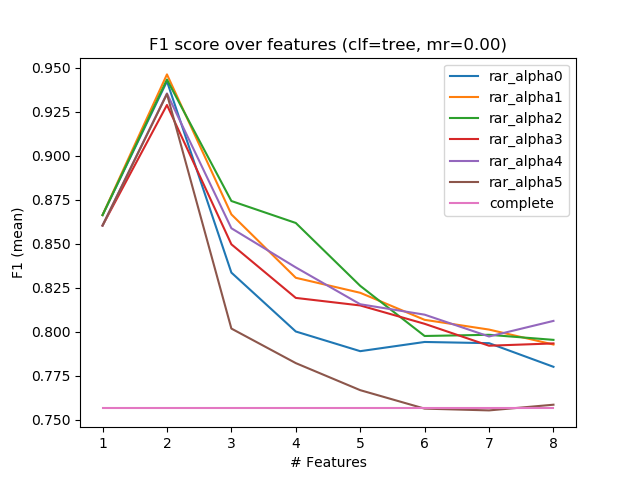 F1 score over features (clf=tree, mr=0.00)
F1 (mean)
0.950
0.925
0.900
0.875
0.850
0.825
0.800
0.775
0.750
rar_alpha0
rar_alpha1
rar_alpha2
rar_alpha3
rar_alpha4
rar_alpha5
complete
1 2 3 4 5 6 7 8
# Features